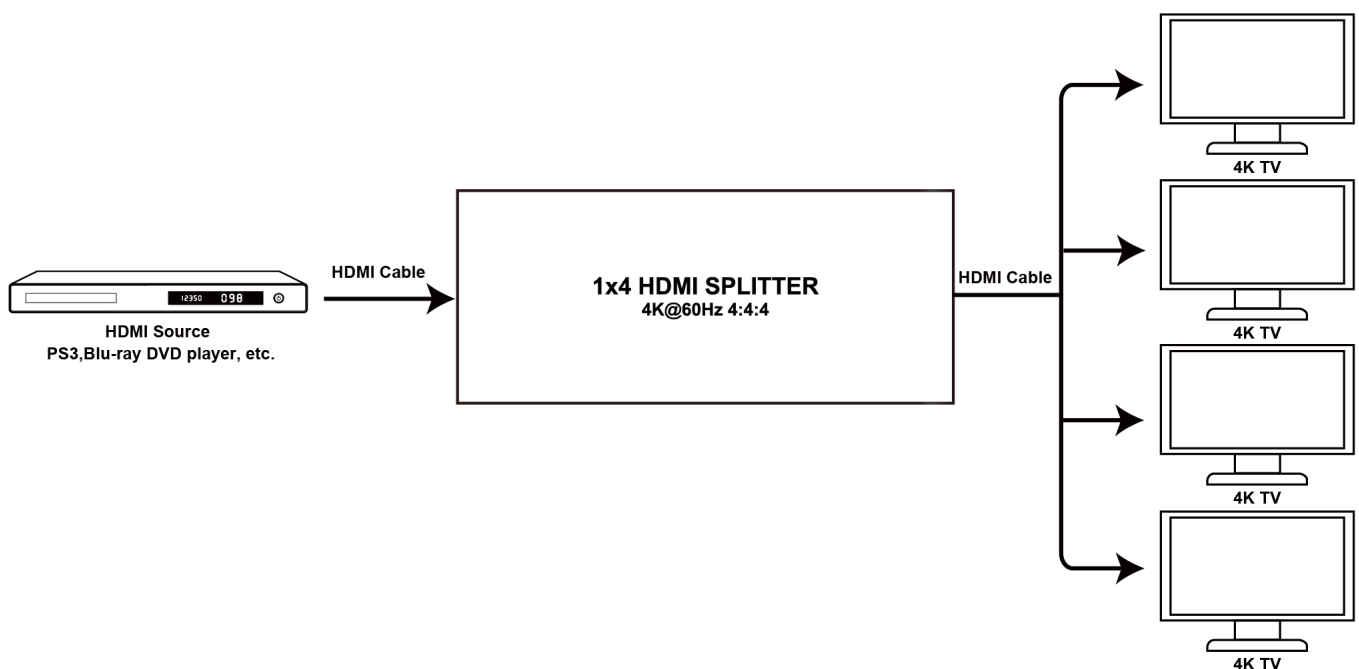 4K TV
4K TV
HDMI Cable
1x4 HDMI SPLITTER
4K@60Hz 4:4:4
HDMI Cable
12350 098
HDMI Source
PS3,Blu-ray DVD player, etc.
4K TV
4K TV